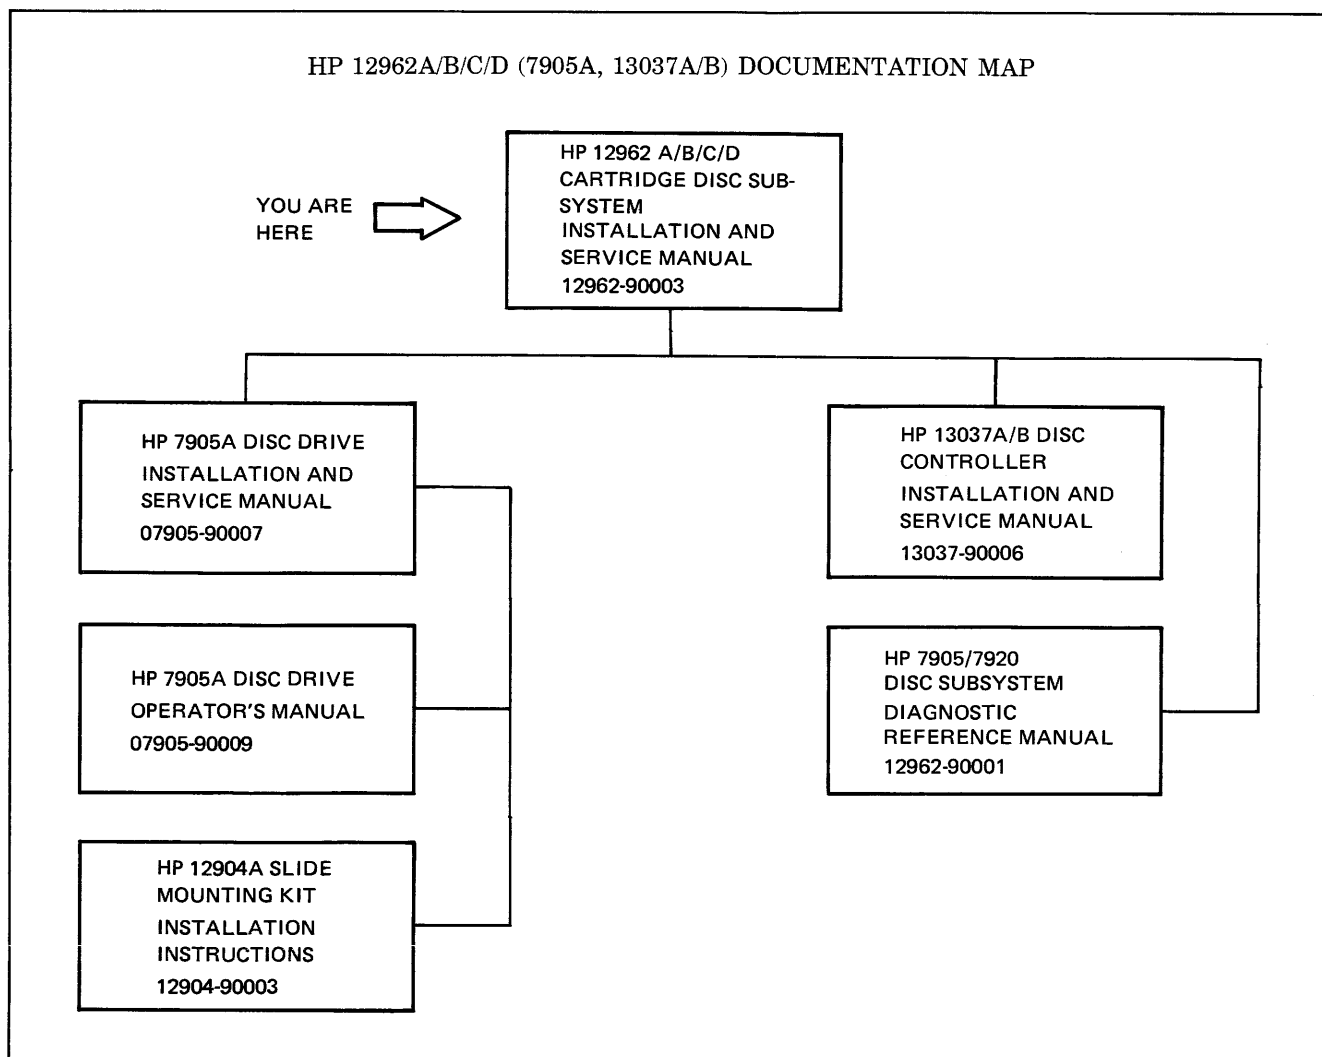 HP 12962A/B/C/D (7905A, 13037A/B) DOCUMENTATION MAP
YOU ARE
HERE
HP 12962 A/B/C/D
CARTRIDGE DISC SUB-
SYSTEM
INSTALLATION AND
SERVICE MANUAL
12962-90003
HP 7905A DISC DRIVE
INSTALLATION AND
SERVICE MANUAL
07905-90007
HP 13037A/B DISC
CONTROLLER
INSTALLATION AND
SERVICE MANUAL
13037-90006
HP 7905A DISC DRIVE
OPERATOR'S MANUAL
07905-90009
HP 7905/7920
DISC SUBSYSTEM
DIAGNOSTIC
REFERENCE MANUAL
12962-90001
HP 12904A SLIDE
MOUNTING KIT
INSTALLATION
INSTRUCTIONS
12904-90003